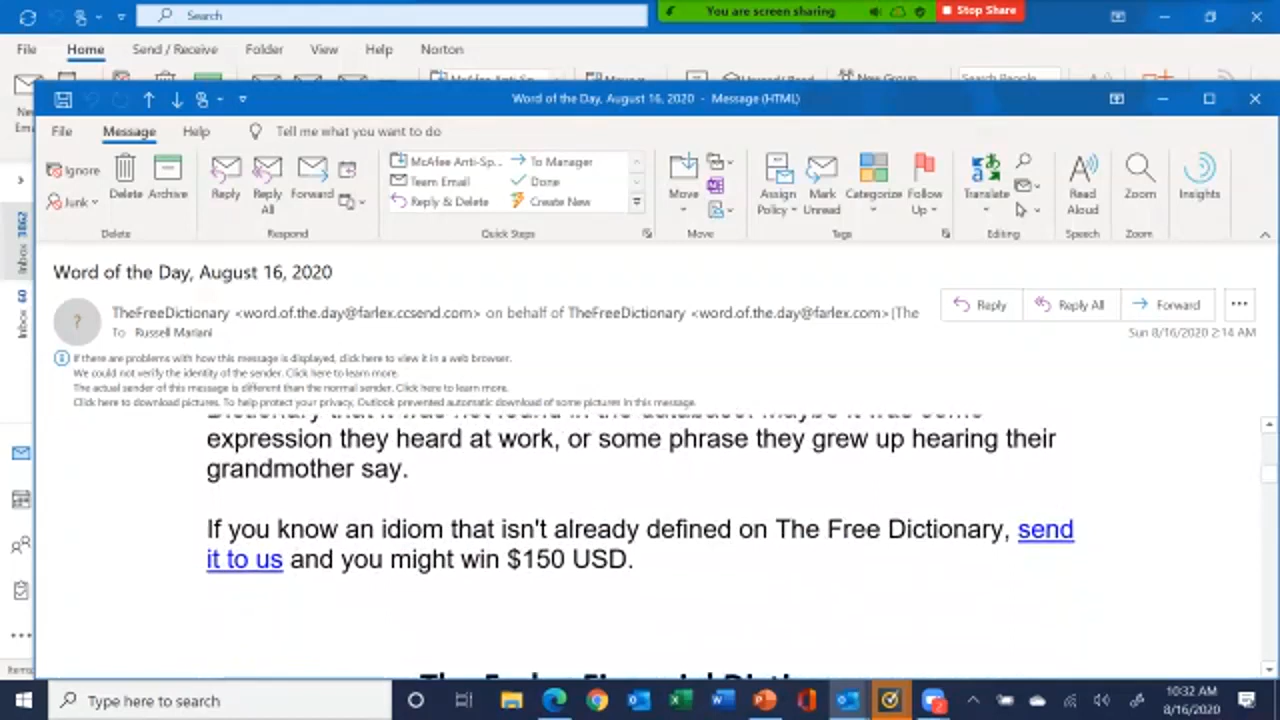 Search
You are screen sharing
Stop Share
File Home Send / Receive Folder View Help Norton
Word of the Day, August 16, 2020 - Message (HTML)
File Message Help Tell me what you want to do
Ignore
Junk
Delete
Archive
Reply
Reply All
Forward
McAfee Anti-Sp...
To Manager
Team Email
Done
Reply & Delete
Create New
Move
Assign Policy
Mark Unread
Categorize
Follow Up
Translate
Read Aloud
Zoom
Insights
Delete Respond Quick Steps Move Tags Editing Speech Zoom
Inbox 3862
Inbox 60
Word of the Day, August 16, 2020
?
TheFreeDictionary <word.of.the.day@farlex.ccsend.com> on behalf of TheFreeDictionary <word.of.the.day@farlex.com>(The
To Russell Mariani
Reply Reply All Forward
Sun 8/16/2020 2:14 AM
If there are problems with how this message is displayed, click here to view it in a web browser.
We could not verify the identity of the sender. Click here to learn more.
The actual sender of this message is different than the normal sender. Click here to learn more.
Click here to download pictures. To help protect your privacy, Outlook prevented automatic download of some pictures in this message.
expression they heard at work, or some phrase they grew up hearing their
grandmother say.
If you know an idiom that isn't already defined on The Free Dictionary, send
it to us and you might win $150 USD.
Items
Type here to search
10:32 AM
8/16/2020